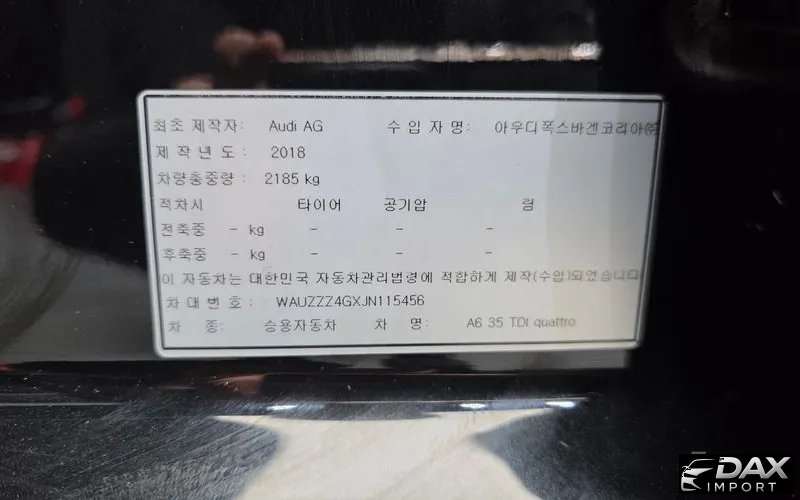 최초 제작자: Audi AG 수 입 자 명: 아우디폭스바겐코리아㈜
제 작 년 도 : 2018
차량총중량 : 2185 kg
적차시 타이어 공기압 령
전축중 - kg - - -
후축중 - kg - - -
이 자동차는 대한민국 자동차관리법령에 적합하게 제작(수입)되었습니다
차 대 번 호 : WAUZZZ4GXJN115456
차 종: 승용자동차 차 명: A6 35 TDI quattro
DAX
IMPORT